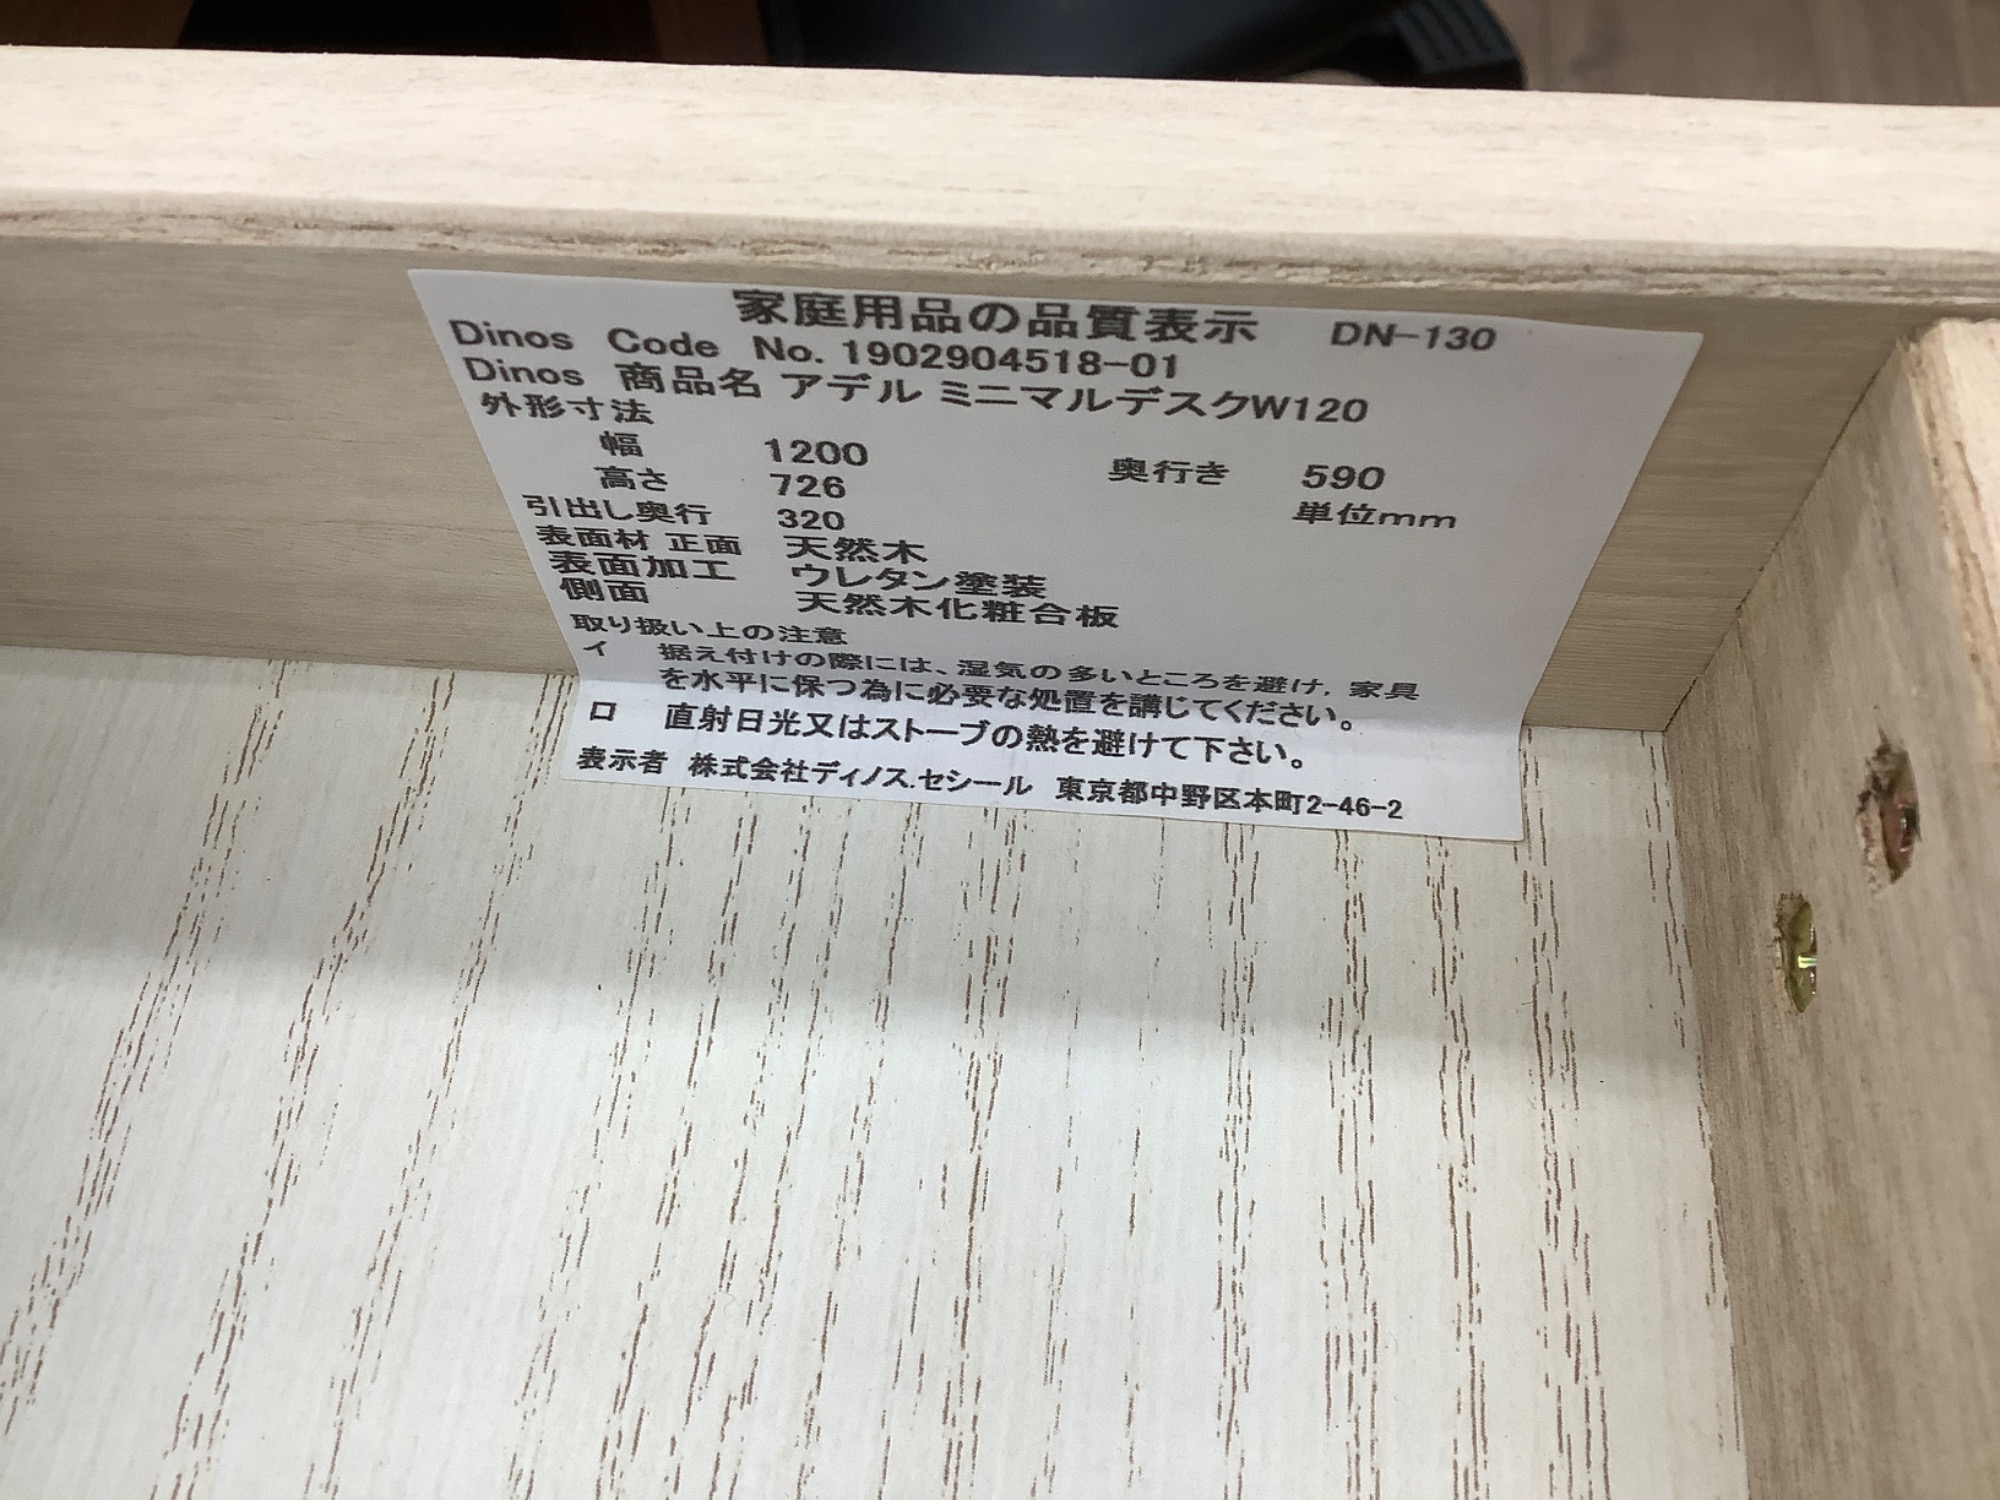 家庭用品の品質表示 DN-130
Dinos Code No. 1902904518-01
Dinos 商品名 アデル ミニマルデスクW120
外形寸法
幅 1200 奥行き 590
高さ 726 単位mm
引出し奥行 320
表面材 正面 天然木
表面加工 ウレタン塗装
側面 天然木化粧合板
取り扱い上の注意
イ 据え付けの際には、湿気の多いところを避け, 家具
を水平に保つ為に必要な処置を講じてください。
ロ 直射日光又はストーブの熱を避けて下さい。
表示者 株式会社ディノス.セシール 東京都中野区本町2-46-2